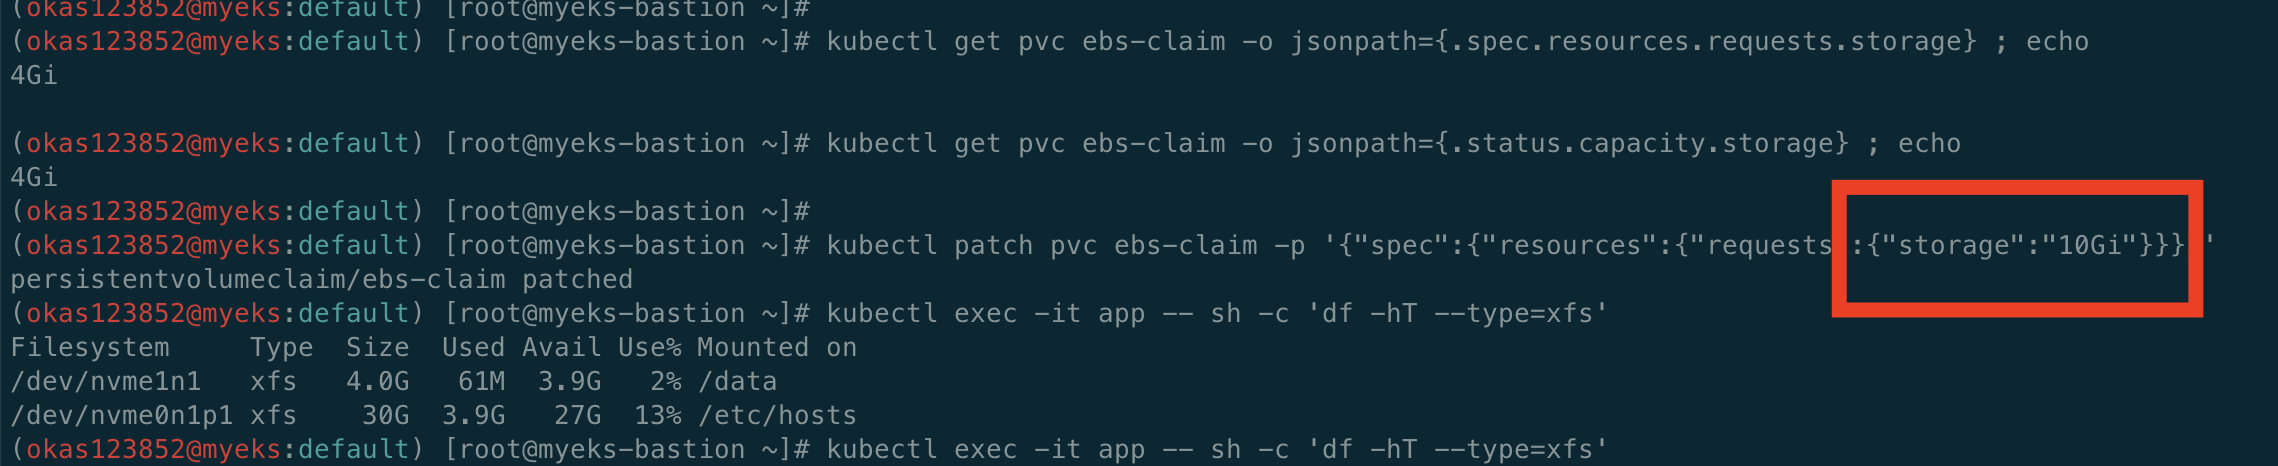 (okas123852@myeks:default) [root@myeks-bastion ~]#
(okas123852@myeks:default) [root@myeks-bastion ~]# kubectl get pvc ebs-claim -o jsonpath={.spec.resources.requests.storage} ; echo
4Gi
(okas123852@myeks:default) [root@myeks-bastion ~]# kubectl get pvc ebs-claim -o jsonpath={.status.capacity.storage} ; echo
4Gi
(okas123852@myeks:default) [root@myeks-bastion ~]#
(okas123852@myeks:default) [root@myeks-bastion ~]# kubectl patch pvc ebs-claim -p '{"spec":{"resources":{"requests :{"storage":"10Gi"}}} '
persistentvolumeclaim/ebs-claim patched
(okas123852@myeks:default) [root@myeks-bastion ~]# kubectl exec -it app -- sh -c 'df -hT --type=xfs'
Filesystem     Type  Size  Used Avail Use% Mounted on
/dev/nvme1n1   xfs   4.0G   61M  3.9G   2% /data
/dev/nvme0n1p1 xfs    30G  3.9G   27G  13% /etc/hosts
(okas123852@myeks:default) [root@myeks-bastion ~]# kubectl exec -it app -- sh -c 'df -hT --type=xfs'